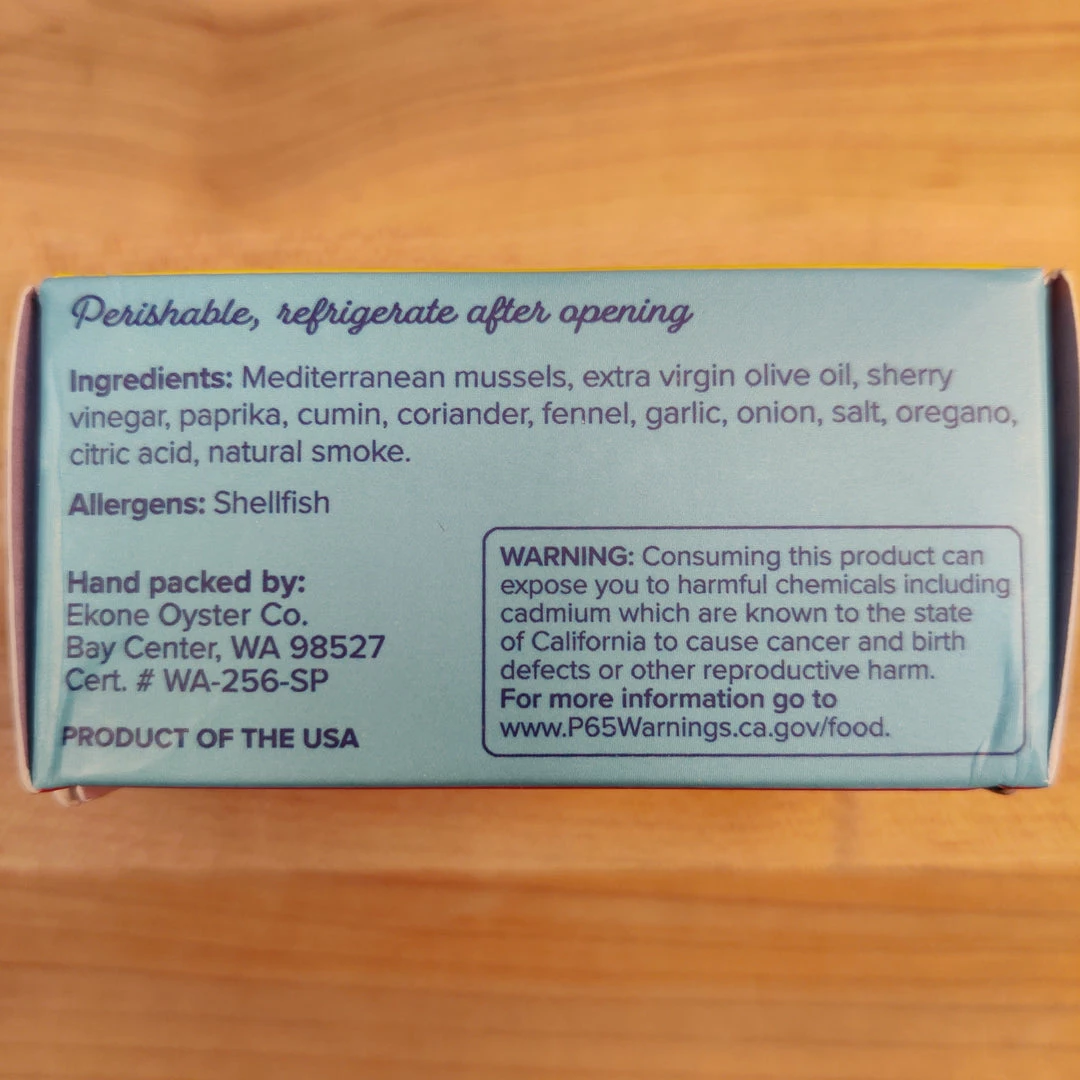 Perishable, refrigerate after opening
Ingredients: Mediterranean mussels, extra virgin olive oil, sherry
vinegar, paprika, cumin, coriander, fennel, garlic, onion, salt, oregano,
citric acid, natural smoke.
Allergens: Shellfish
Hand packed by:
Ekone Oyster Co.
Bay Center, WA 98527
Cert. # WA-256-SP
PRODUCT OF THE USA
WARNING: Consuming this product can
expose you to harmful chemicals including
cadmium which are known to the state
of California to cause cancer and birth
defects or other reproductive harm.
For more information go to
www.P65Warnings.ca.gov/food.